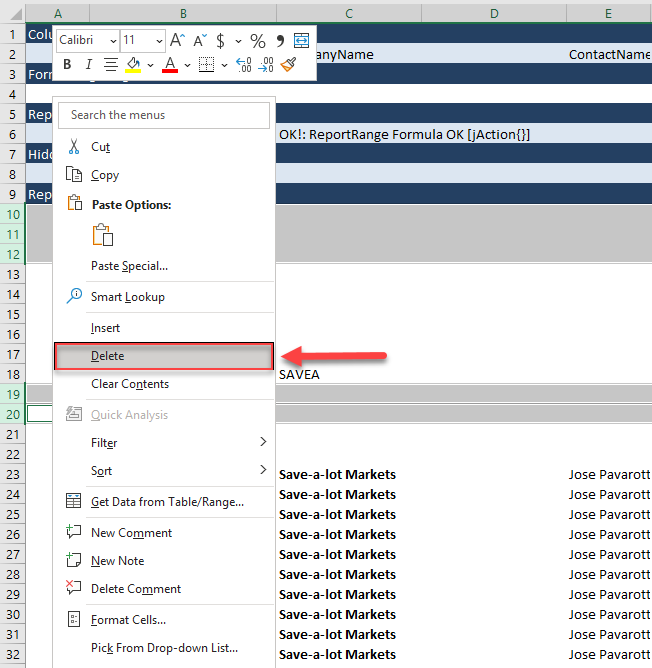 A B C D E
1 Colu
Calibri 11 A^ Aˇ $ % 9
2 anyName ContactName
B I A
3 Form
4
5 Rep
6 OK!: ReportRange Formula OK [jAction{}]
7 Hidd
8
9 Rep
10
11
12
13
14
15
16
17
18 SAVEA
19
20
21
22
23 Save-a-lot Markets Jose Pavarott
24 Save-a-lot Markets Jose Pavarott
25 Save-a-lot Markets Jose Pavarott
26 Save-a-lot Markets Jose Pavarott
27 Save-a-lot Markets Jose Pavarott
28 Save-a-lot Markets Jose Pavarott
29 Save-a-lot Markets Jose Pavarott
30 Save-a-lot Markets Jose Pavarott
31 Save-a-lot Markets Jose Pavarott
32 Save-a-lot Markets Jose Pavarott
Search the menus
Cut
Copy
Paste Options:
Paste Special...
Smart Lookup
Insert
Delete
Clear Contents
Quick Analysis
Filter
Sort
Get Data from Table/Range...
New Comment
New Note
Delete Comment
Format Cells...
Pick From Drop-down List...